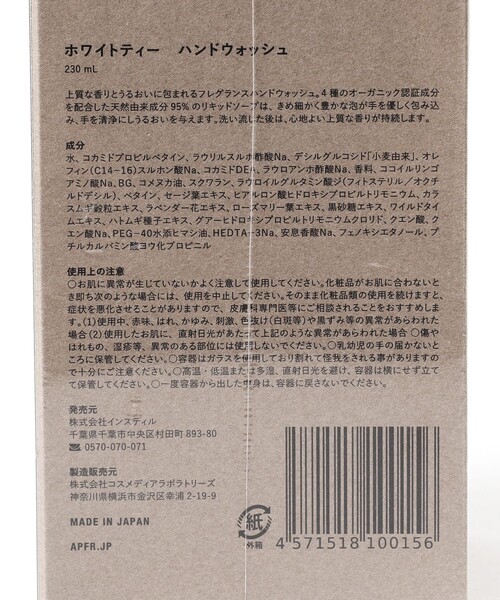 ホワイトティー ハンドウォッシュ
230 mL
上質な香りとうるおいに包まれるフレグランスハンドウォッシュ。4種のオーガニック認証成分
を配合した天然由来成分95%のリキッドソープは、きめ細かく豊かな泡が手を優しく包み込
み、手を清浄にしうるおいを与えます。洗い流した後は、心地よい上質な香りが持続します。
成分
水、コカミドプロピルベタイン、ラウリルスルホ酢酸Na、デシルグルコシド「小麦由来」、オレ
フィン(C14-16)スルホン酸Na、コカミドDEA、ラウロアンホ酢酸Na、香料、ココイルリンゴ
アミノ酸Na、BG、コメヌカ油、スクワラン、ラウロイルグルタミン酸ジ(フィトステリル/オクチ
ルドデシル)、ベタイン、セージ葉エキス、ヒアルロン酸ヒドロキシプロピルトリモニウム、カラ
スムギ穀粒エキス、ラベンダー花エキス、ローズマリー葉エキス、黒砂糖エキス、ワイルドタイ
ムエキス、ハトムギ種子エキス、グアーヒドロキシプロピルトリモニウムクロリド、クエン酸、ク
エン酸Na、PEG-40水添ヒマシ油、HEDTA-3Na、安息香酸Na、フェノキシエタノール、ブ
チルカルバミン酸ヨウ化プロピニル
使用上の注意
○お肌に異常が生じていないかよく注意して使用してください。化粧品がお肌に合わないと
き即ち次のような場合には、使用を中止してください。そのまま化粧品類の使用を続けますと、
症状を悪化させることがありますので、皮膚科専門医等にご相談されることをおすすめしま
す。(1)使用中、赤味、はれ、かゆみ、刺激、色抜け(白斑等)や黒ずみ等の異常があらわれた
場合(2)使用したお肌に、直射日光があたって上記のような異常があらわれた場合 ○傷や
はれもの、湿疹等、異常のある部位には使用しないでください。○乳幼児の手の届かないと
ころに保管してください。○容器はガラスを使用しており割れて怪我をされる事がありますの
で十分にご注意ください。○高温・低温または多湿、直射日光を避け、容器は横にせず立て
て保管してください。○一度容器から出した中身は、容器に戻さないでください。
発売元
株式会社インスティル
千葉県千葉市中央区村田町 893-80
0570-070-071
製造販売元
株式会社コスメディアラボラトリーズ
神奈川県横浜市金沢区幸浦 2-19-9
MADE IN JAPAN
APFR.JP
紙
外箱
4 571518 100156